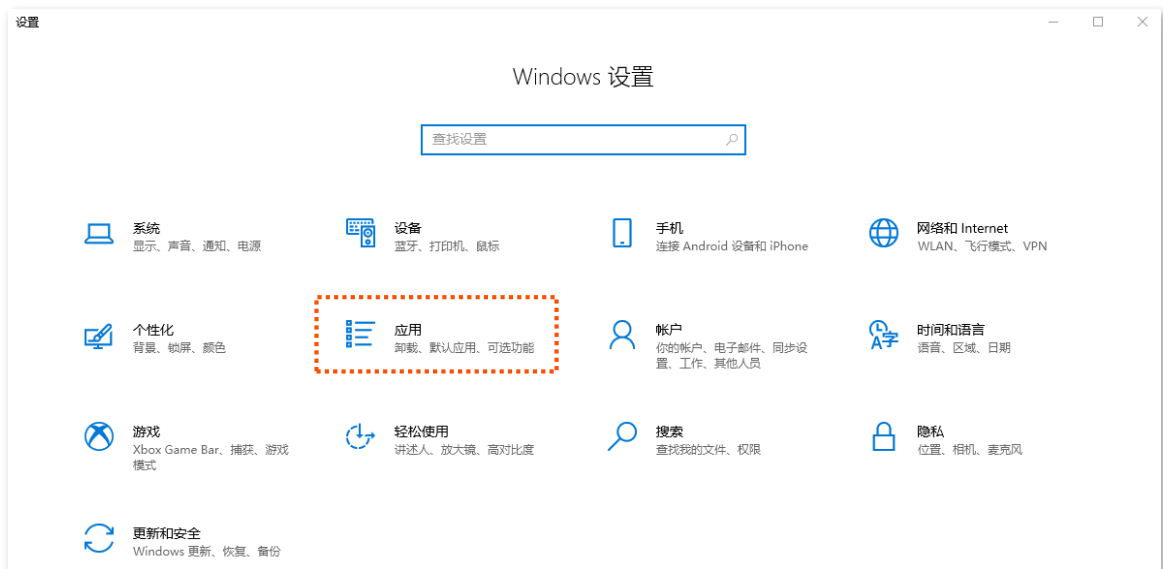 设置
Windows 设置
查找设置
系统
显示、声音、通知、电源
设备
蓝牙、打印机、鼠标
手机
连接 Android 设备和 iPhone
网络和 Internet
WLAN、飞行模式、VPN
个性化
背景、锁屏、颜色
应用
卸载、默认应用、可选功能
帐户
你的帐户、电子邮件、同步设
置、工作、其他人员
时间和语言
语音、区域、日期
游戏
Xbox Game Bar、捕获、游戏
模式
轻松使用
讲述人、放大镜、高对比度
搜索
查找我的文件、权限
隐私
位置、相机、麦克风
更新和安全
Windows 更新、恢复、备份